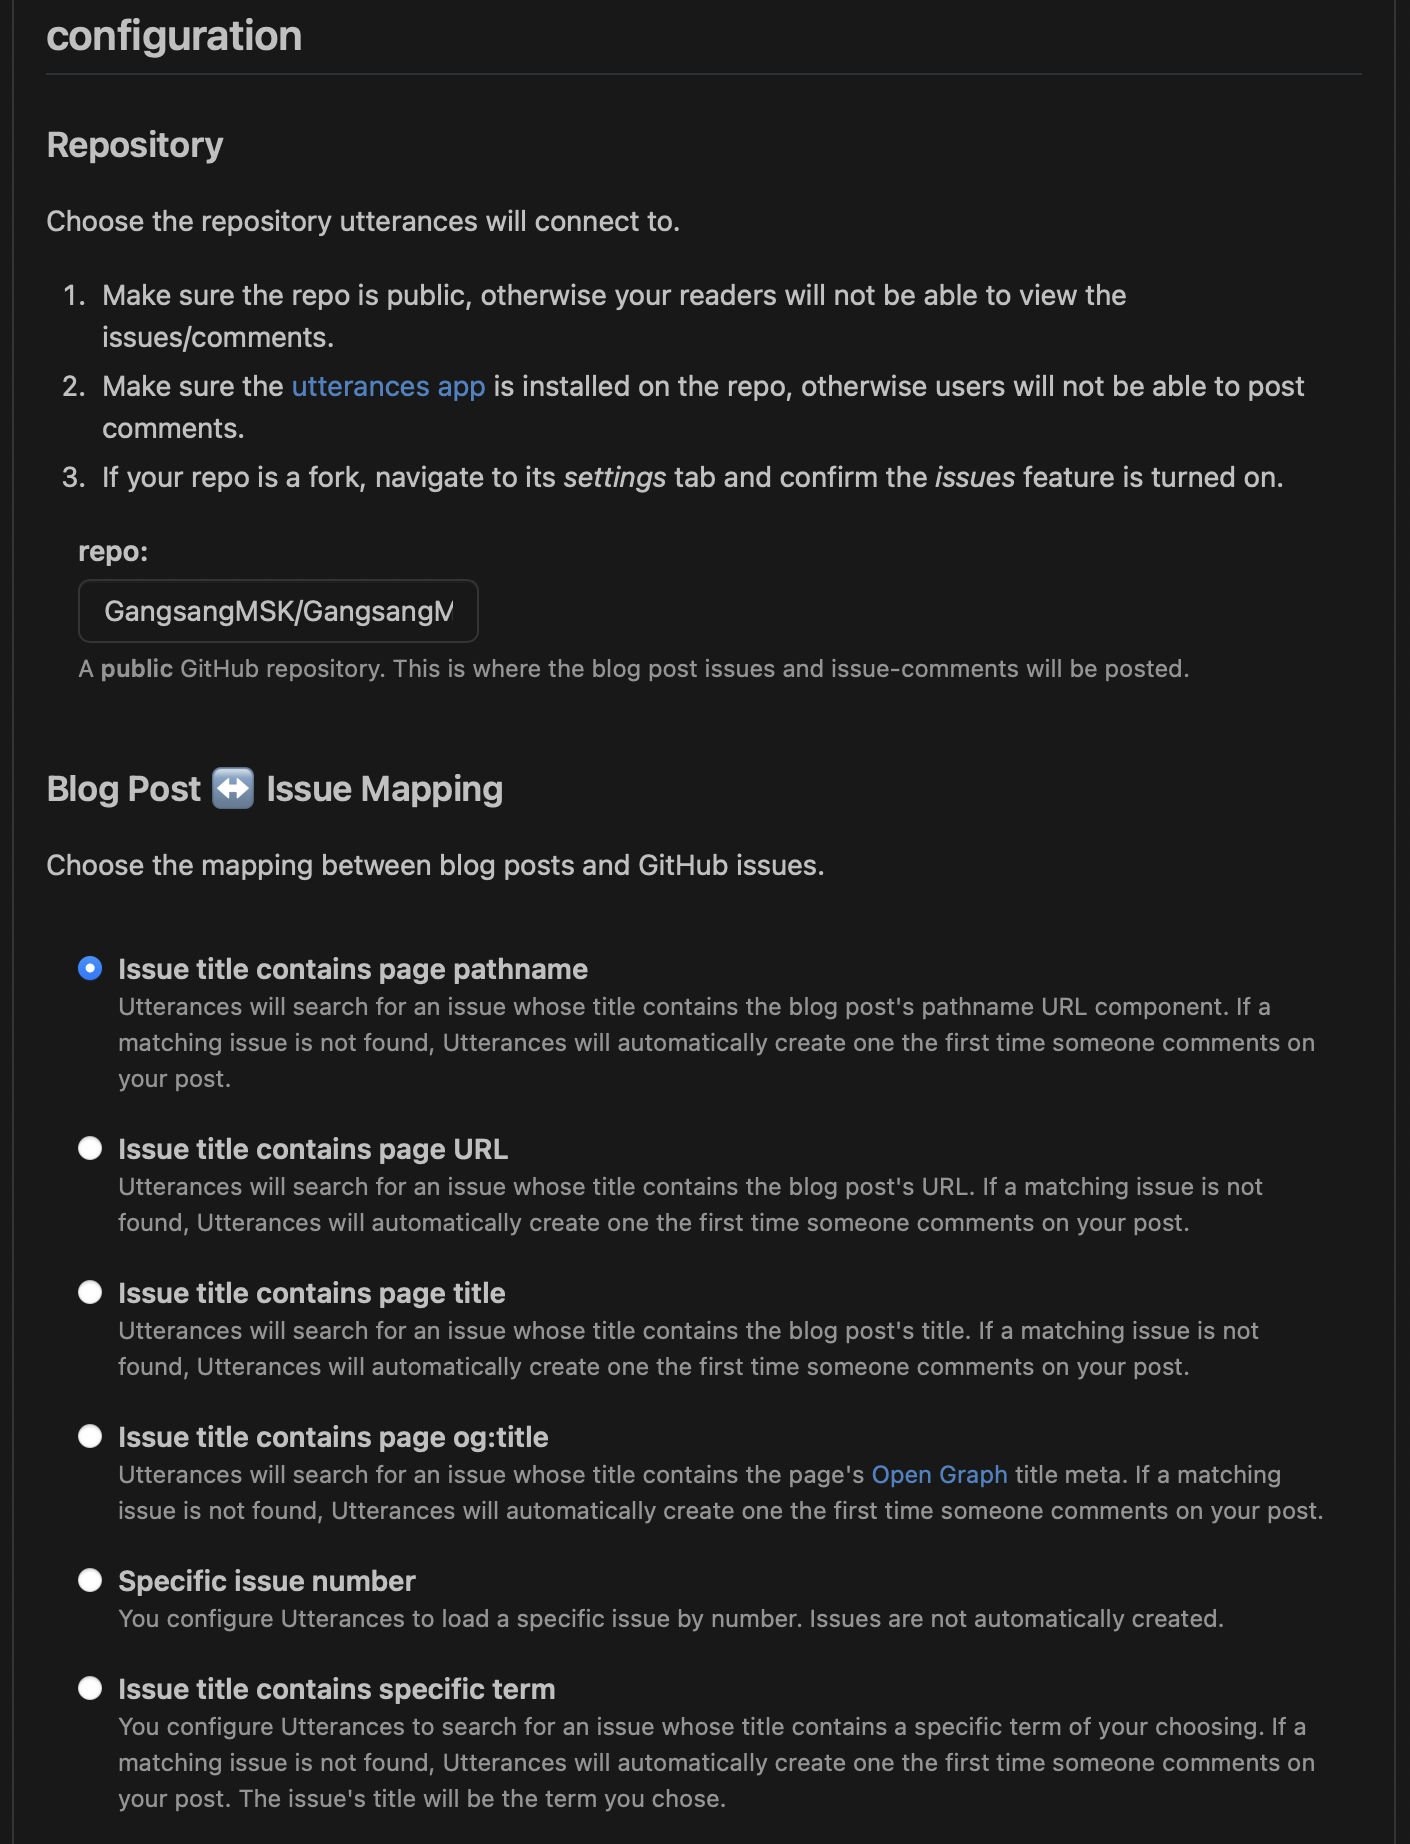 configuration
Repository
Choose the repository utterances will connect to.
1. Make sure the repo is public, otherwise your readers will not be able to view the
issues/comments.
2. Make sure the utterances app is installed on the repo, otherwise users will not be able to post
comments.
3. If your repo is a fork, navigate to its settings tab and confirm the issues feature is turned on.
repo:
GangsangMSK/GangsangM
A public GitHub repository. This is where the blog post issues and issue-comments will be posted.
Blog Post ↔️ Issue Mapping
Choose the mapping between blog posts and GitHub issues.
Issue title contains page pathname
Utterances will search for an issue whose title contains the blog post's pathname URL component. If a
matching issue is not found, Utterances will automatically create one the first time someone comments on
your post.
Issue title contains page URL
Utterances will search for an issue whose title contains the blog post's URL. If a matching issue is not
found, Utterances will automatically create one the first time someone comments on your post.
Issue title contains page title
Utterances will search for an issue whose title contains the blog post's title. If a matching issue is not
found, Utterances will automatically create one the first time someone comments on your post.
Issue title contains page og:title
Utterances will search for an issue whose title contains the page's Open Graph title meta. If a matching
issue is not found, Utterances will automatically create one the first time someone comments on your post.
Specific issue number
You configure Utterances to load a specific issue by number. Issues are not automatically created.
Issue title contains specific term
You configure Utterances to search for an issue whose title contains a specific term of your choosing. If a
matching issue is not found, Utterances will automatically create one the first time someone comments on
your post. The issue's title will be the term you chose.